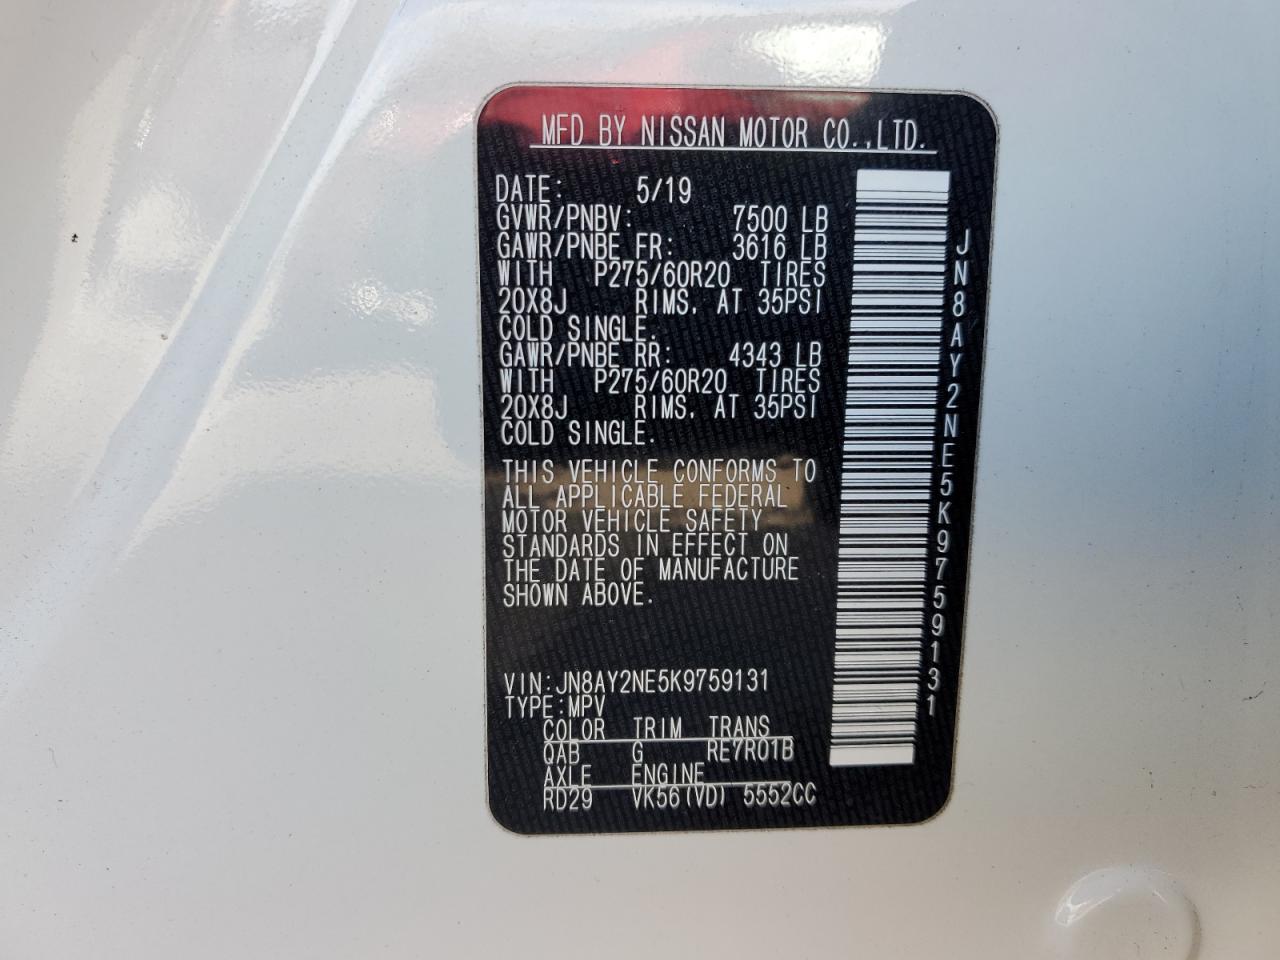 MFD BY NISSAN MOTOR CO.,LTD.
DATE: 5/19
GVWR/PNBV: 7500 LB
GAWR/PNBE FR: 3616 LB
WITH P275/60R20 TIRES
20X8J RIMS, AT 35PSI
COLD SINGLE.
GAWR/PNBE RR: 4343 LB
WITH P275/60R20 TIRES
20X8J RIMS, AT 35PSI
COLD SINGLE.
THIS VEHICLE CONFORMS TO
ALL APPLICABLE FEDERAL
MOTOR VEHICLE SAFETY
STANDARDS IN EFFECT ON
THE DATE OF MANUFACTURE
SHOWN ABOVE.
VIN:JN8AY2NE5K9759131
TYPE:MPV
COLOR TRIM TRANS
QAB G RE7R01B
AXLE ENGINE
RD29 VK56(VD) 5552CC
JN8AY2NE5K9759131